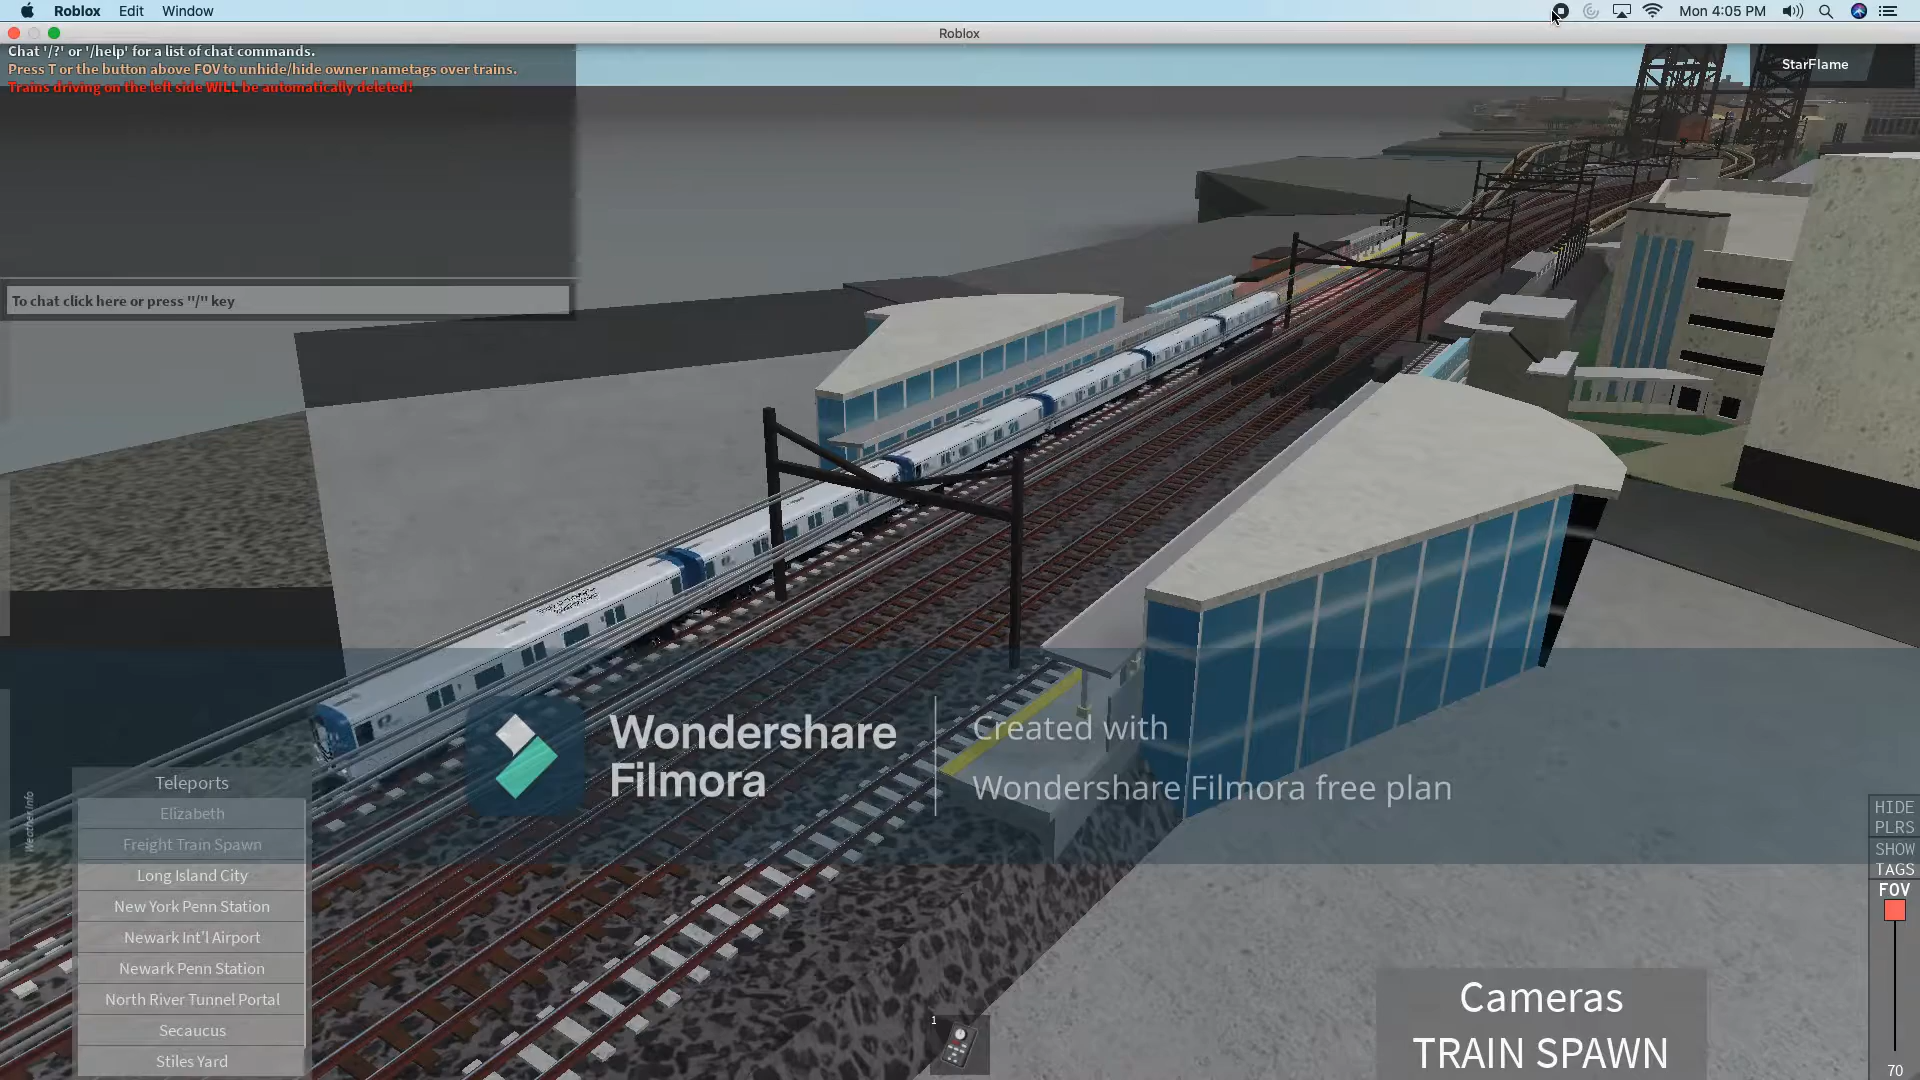 Roblox Edit Window Mon 4:05 PM
Roblox
Chat '/?' or '/help' for a list of chat commands.
Press T or the button above FOV to unhide/hide owner nametags over trains.
Trains driving on the left side WILL be automatically deleted!
StarFlame
To chat click here or press "/" key
Wondershare
Filmora
Created with
Wondershare Filmora free plan
Weather info
Teleports
Elizabeth
Freight Train Spawn
Long Island City
New York Penn Station
Newark Int'l Airport
Newark Penn Station
North River Tunnel Portal
Secaucus
Stiles Yard
1
Cameras
TRAIN SPAWN
HIDE
PLRS
SHOW
TAGS
FOV
70